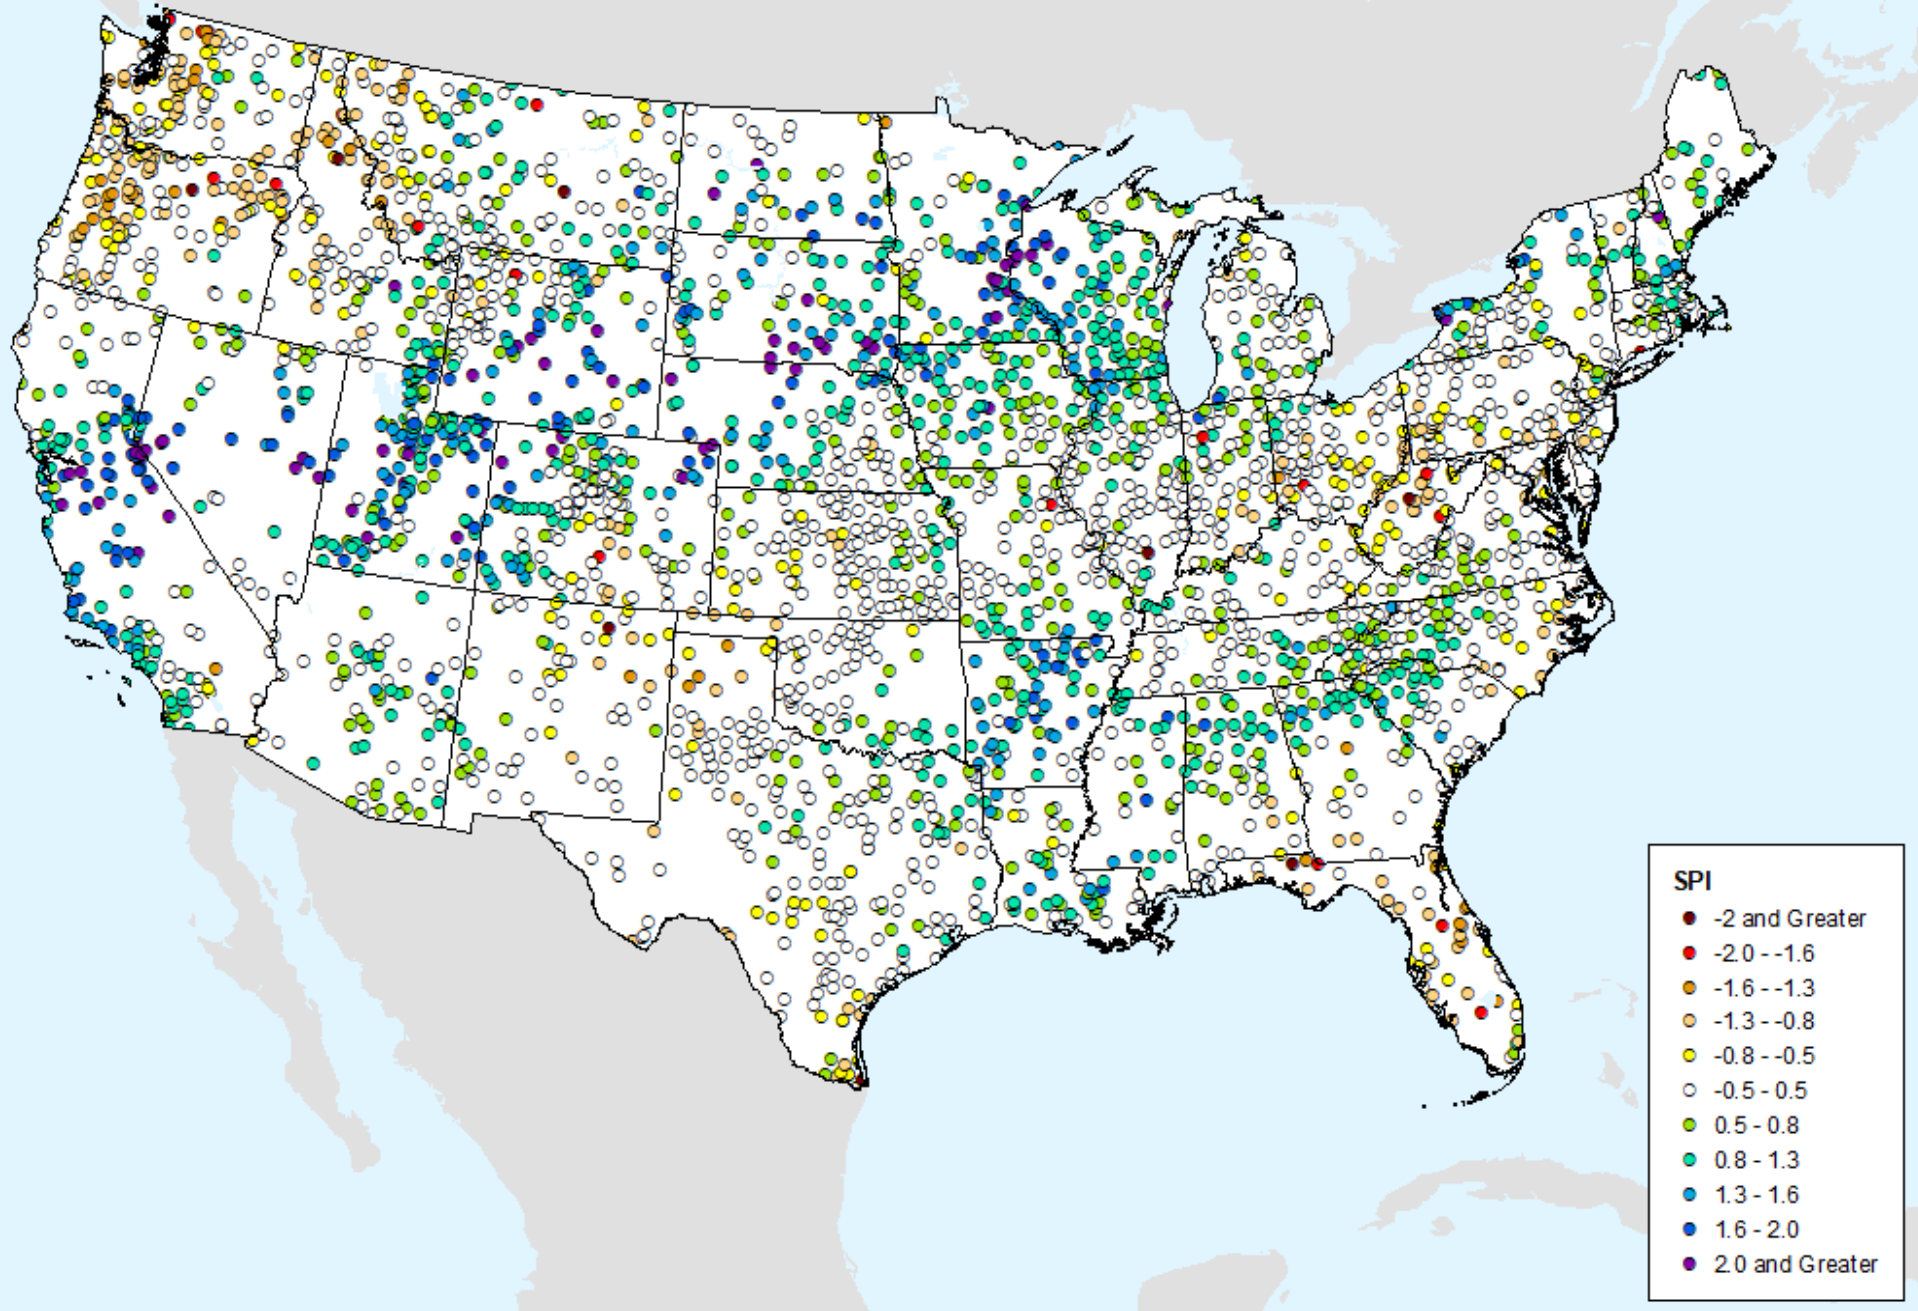 SPI
-2 and Greater
-2.0 - -1.6
-1.6 - -1.3
-1.3 - -0.8
-0.8 - -0.5
-0.5 - 0.5
0.5 - 0.8
0.8 - 1.3
1.3 - 1.6
1.6 - 2.0
2.0 and Greater